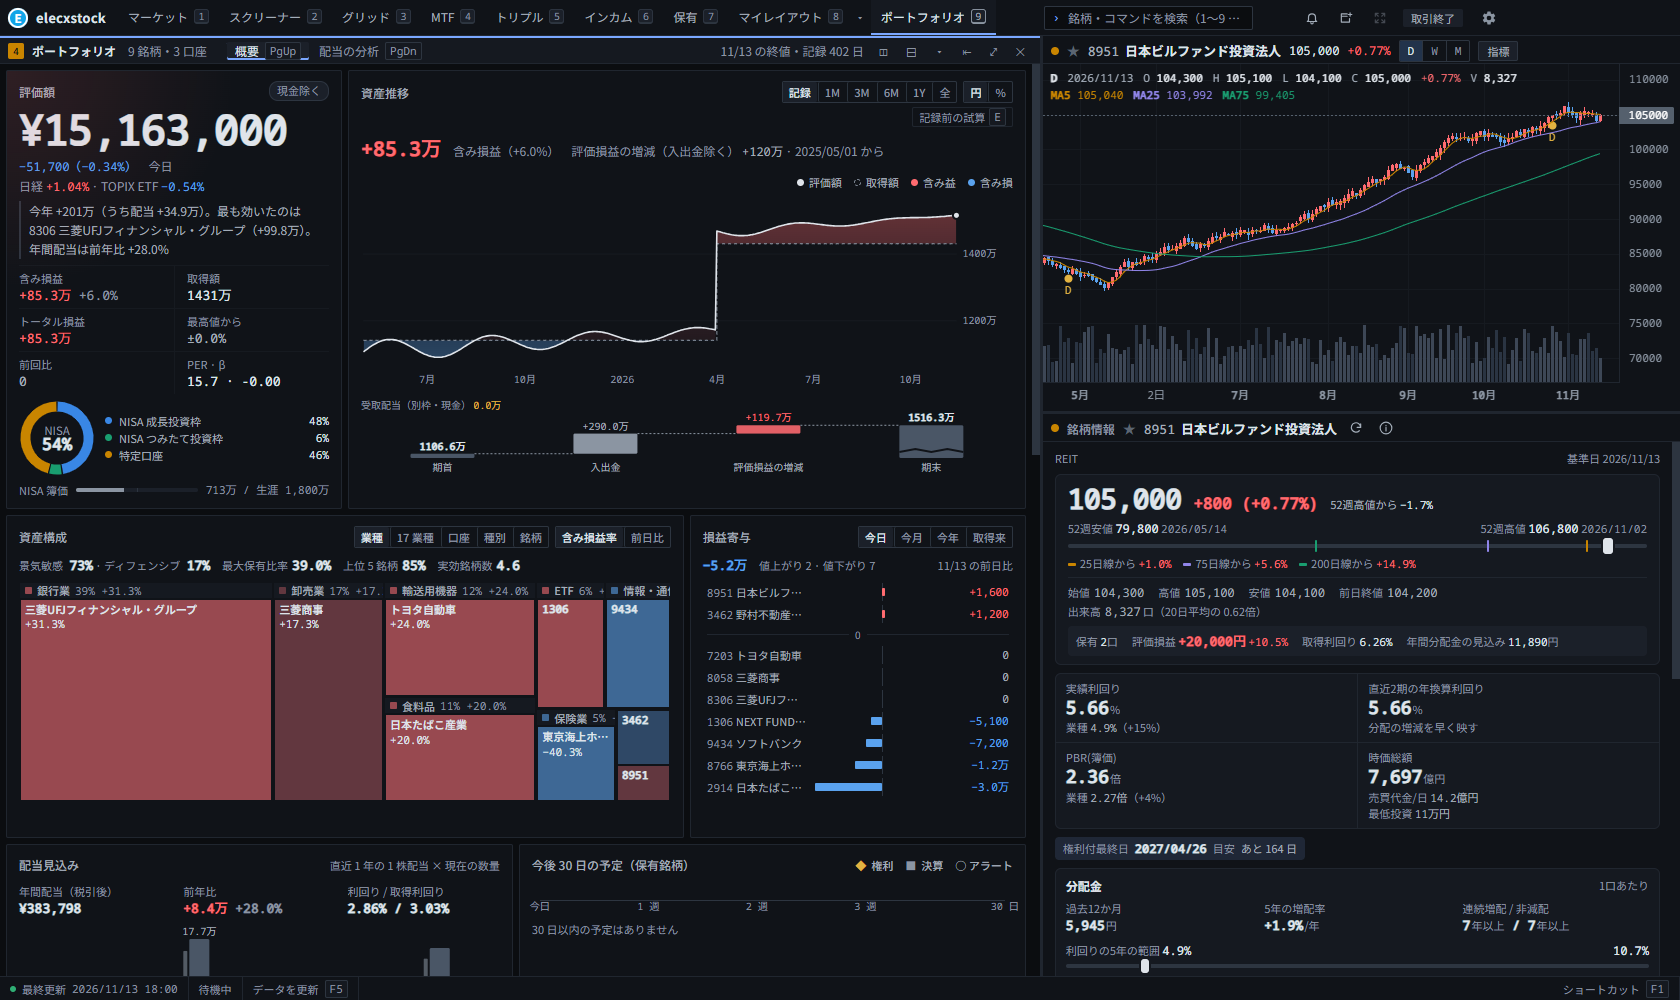 elecxstock マーケット 1 スクリーナー 2 グリッド 3 MTF 4 トリプル 5 インカム 6 保有 7 マイレイアウト 8 ポートフォリオ 9
› 銘柄・コマンドを検索（1〜9 … 取引終了
4 ポートフォリオ 9 銘柄・3 口座 概要 PgUp 配当の分析 PgDn 11/13 の終値・記録 402 日
評価額 現金除く
¥15,163,000
−51,700 (−0.34%) 今日
日経 +1.04% · TOPIX ETF −0.54%
今年 +201万（うち配当 +34.9万）。最も効いたのは
8306 三菱UFJフィナンシャル・グループ（+99.8万）。
年間配当は前年比 +28.0%
含み損益 取得額
+85.3万 +6.0% 1431万
トータル損益 最高値から
+85.3万 ±0.0%
前回比 PER · β
0 15.7 · -0.00
NISA 54%
NISA 成長投資枠 48%
NISA つみたて投資枠 6%
特定口座 46%
NISA 簿価 713万 / 生涯 1,800万
資産推移 記録 1M 3M 6M 1Y 全 円 %
記録前の試算 E
+85.3万 含み損益（+6.0%） 評価損益の増減（入出金除く） +120万 · 2025/05/01 から
評価額 取得額 含み益 含み損
1400万
1200万
7月 10月 2026 4月 7月 10月
受取配当（別枠・現金） 0.0万
1106.6万 +290.0万 +119.7万 1516.3万
期首 入出金 評価損益の増減 期末
資産構成 業種 17 業種 口座 種別 銘柄 含み損益率 前日比
景気敏感 73% · ディフェンシブ 17% 最大保有比率 39.0% 上位 5 銘柄 85% 実効銘柄数 4.6
銀行業 39% +31.3%
三菱UFJフィナンシャル・グループ
+31.3%
卸売業 17% +17.
三菱商事
+17.3%
輸送用機器 12% +24.0%
トヨタ自動車
+24.0%
食料品 11% +20.0%
日本たばこ産業
+20.0%
ETF 6% +
1306
情報・通
9434
保険業 5%
東京海上ホ…
−40.3%
3462
8951
損益寄与 今日 今月 今年 取得来
−5.2万 値上がり 2 · 値下がり 7 11/13 の前日比
8951 日本ビルフ… +1,600
3462 野村不動産… +1,200
0
7203 トヨタ自動車 0
8058 三菱商事 0
8306 三菱UFJフ… 0
1306 NEXT FUND… −5,100
9434 ソフトバンク −7,200
8766 東京海上ホ… −1.2万
2914 日本たばこ… −3.0万
配当見込み 直近 1 年の 1 株配当 × 現在の数量
年間配当（税引後） 前年比 利回り / 取得利回り
¥383,798 +8.4万 +28.0% 2.86% / 3.03%
17.7万
今後 30 日の予定（保有銘柄） 権利 決算 アラート
今日 1 週 2 週 3 週 30 日
30 日以内の予定はありません
最終更新 2026/11/13 18:00 待機中 データを更新 F5 ショートカット F1
8951 日本ビルファンド投資法人 105,000 +0.77% D W M 指標
D 2026/11/13 O 104,300 H 105,100 L 104,100 C 105,000 +0.77% V 8,327
MA5 105,040 MA25 103,992 MA75 99,405
110000
105000
100000
95000
90000
85000
80000
75000
70000
D
D
5月 2日 7月 8月 9月 10月 11月
銘柄情報 8951 日本ビルファンド投資法人
REIT 基準日 2026/11/13
105,000 +800 (+0.77%) 52週高値から −1.7%
52週安値 79,800 2026/05/14 52週高値 106,800 2026/11/02
25日線から +1.0% 75日線から +5.6% 200日線から +14.9%
始値 104,300 高値 105,100 安値 104,100 前日終値 104,200
出来高 8,327 口（20日平均の 0.62倍）
保有 2口 評価損益 +20,000円 +10.5% 取得利回り 6.26% 年間分配金の見込み 11,890円
実績利回り 直近2期の年換算利回り
5.66% 5.66%
業種 4.9%（+15%） 分配の増減を早く映す
PBR(簿価) 時価総額
2.36倍 7,697億円
業種 2.27倍（+4%） 売買代金/日 14.2億円
最低投資 11万円
権利付最終日 2027/04/26 目安 あと 164 日
分配金 1口あたり
過去12か月 5年の増配率 連続増配 / 非減配
5,945円 +1.9%/年 7年以上 / 7年以上
利回りの5年の範囲 4.9% 10.7%